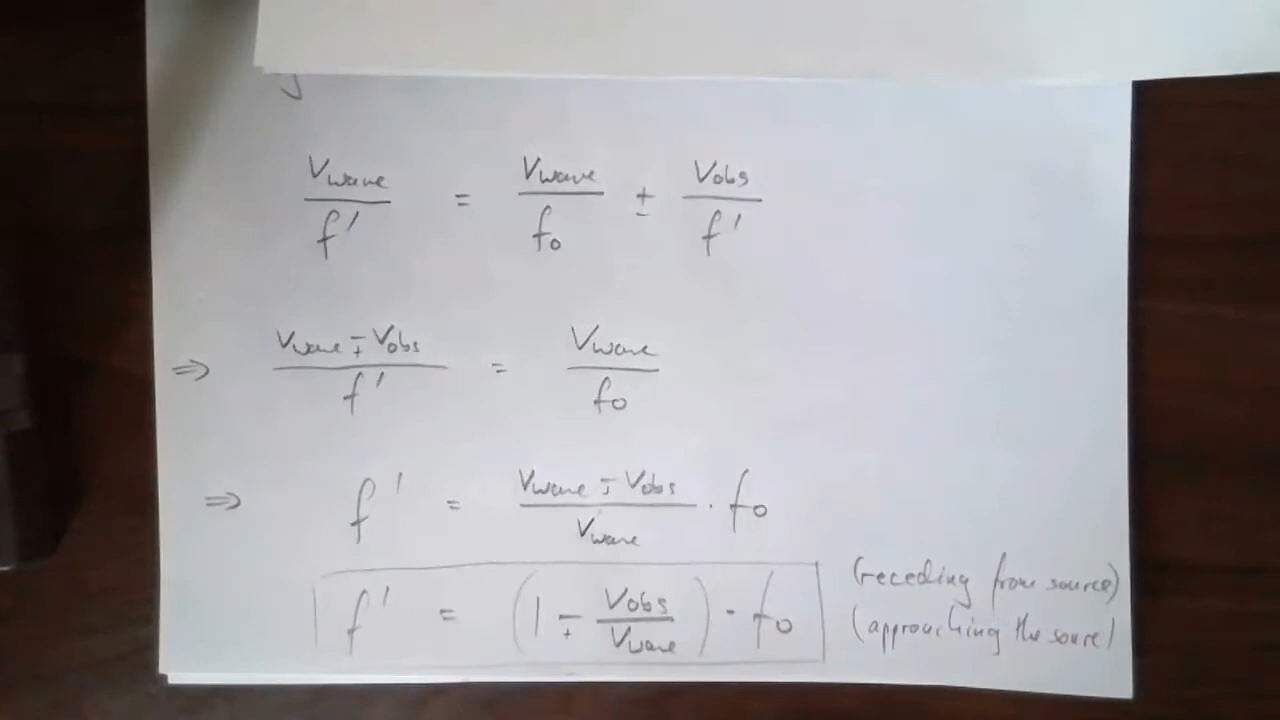 Vwave / f' = Vwave / f₀ ± Vobs / f'
⇒ (Vwave ∓ Vobs) / f' = Vwave / f₀
⇒ f' = (Vwave ∓ Vobs) / Vwave · f₀
f' = (1 ∓ Vobs / Vwave) · f₀ (receding from source)
(approaching the source)